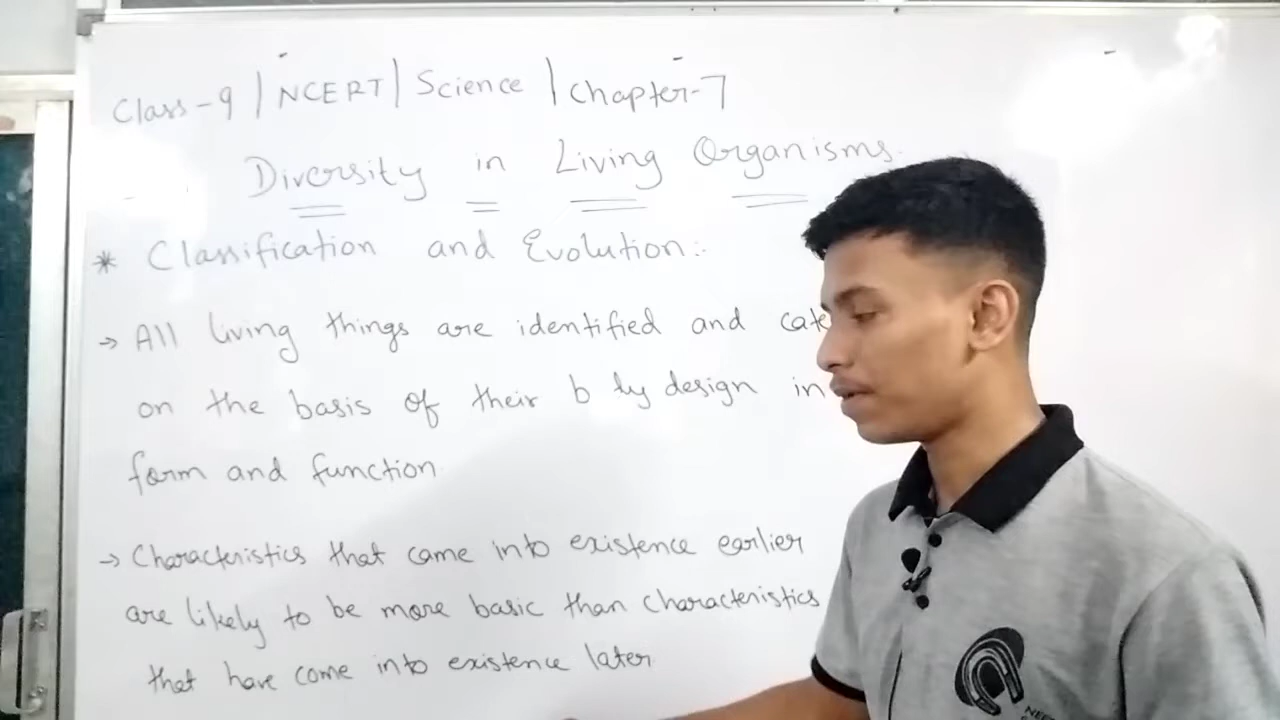 Class-9 | NCERT | Science | Chapter-7
Diversity in Living Organisms.
* Classification and Evolution:-
→ All living things are identified and cate
on the basis of their b ly design in
form and function
→ Characteristics that came into existence earlier
are likely to be more basic than characteristics
that have come into existence later